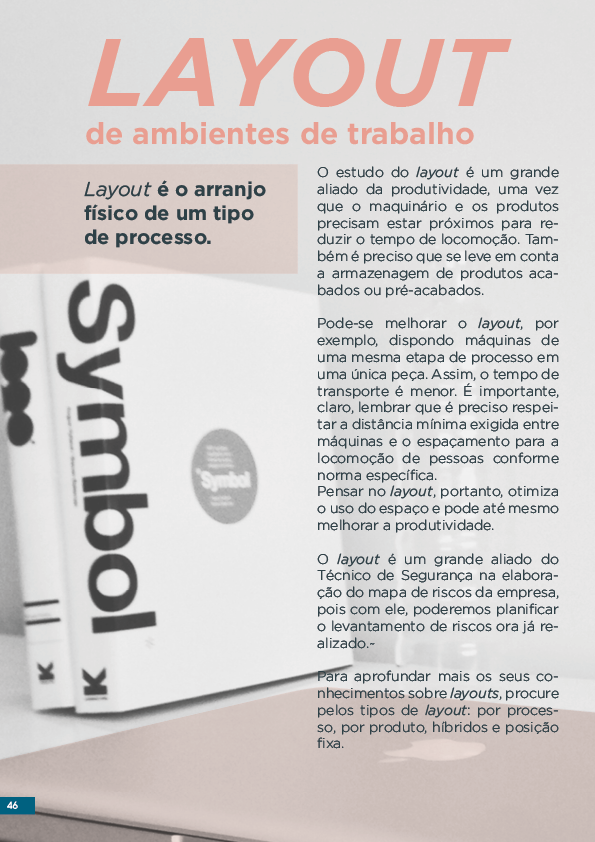 LAYOUT
de ambientes de trabalho
Layout é o arranjo
físico de um tipo
de processo.
O estudo do layout é um grande
aliado da produtividade, uma vez
que o maquinário e os produtos
precisam estar próximos para re-
duzir o tempo de locomoção. Tam-
bém é preciso que se leve em conta
a armazenagem de produtos aca-
bados ou pré-acabados.
Pode-se melhorar o layout, por
exemplo, dispondo máquinas de
uma mesma etapa de processo em
uma única peça. Assim, o tempo de
transporte é menor. É importante,
claro, lembrar que é preciso respei-
tar a distância mínima exigida entre
máquinas e o espaçamento para a
locomoção de pessoas conforme
norma específica.
Pensar no layout, portanto, otimiza
o uso do espaço e pode até mesmo
melhorar a produtividade.
O layout é um grande aliado do
Técnico de Segurança na elabora-
ção do mapa de riscos da empresa,
pois com ele, poderemos planificar
o levantamento de riscos ora já re-
alizado.~
Para aprofundar mais os seus co-
nhecimentos sobre layouts, procure
pelos tipos de layout: por proces-
so, por produto, híbridos e posição
fixa.
logo
Symbol
Symbol
46